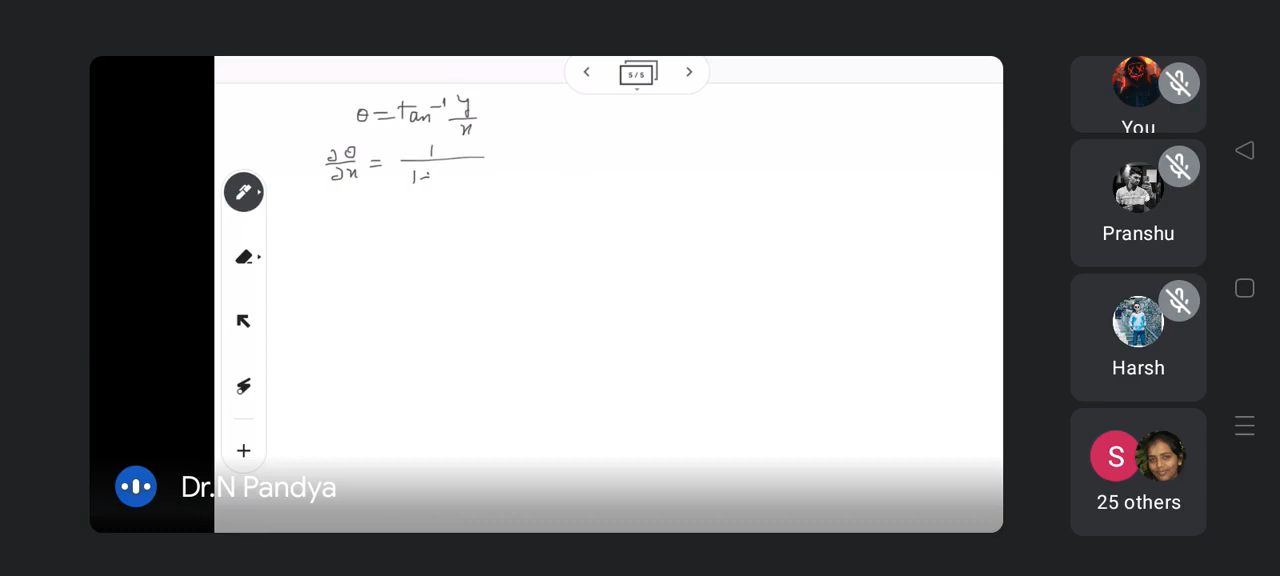 5 / 5
θ = tan⁻¹ y/x
∂θ/∂x = 1/1+
You
Pranshu
Harsh
S
25 others
Dr.N Pandya